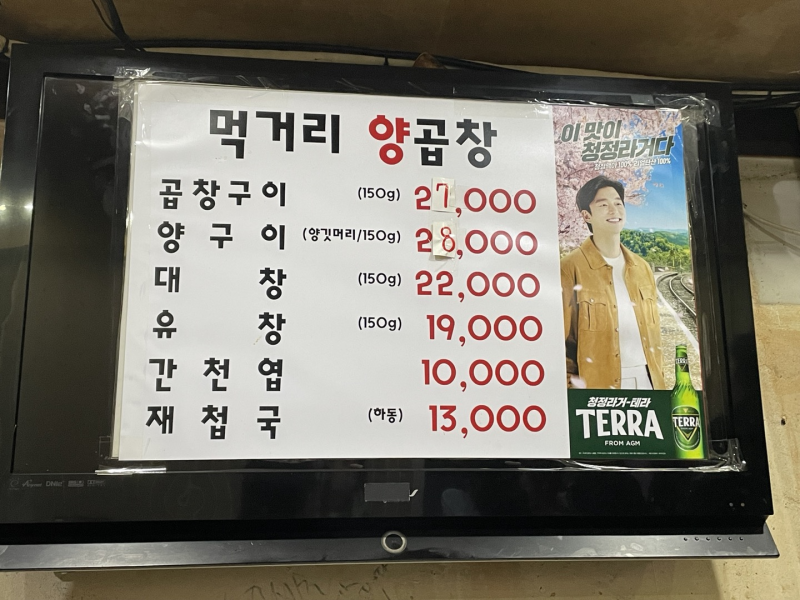 먹거리 양곱창
곱창구이 (150g) 27,000
양구이 (양깃머리/150g) 28,000
대창 (150g) 22,000
유창 (150g) 19,000
간천엽 10,000
재첩국 (하동) 13,000
이 맛이
청정라거다
100%
청정라거-테라
TERRA
FROM AGM
TERRA